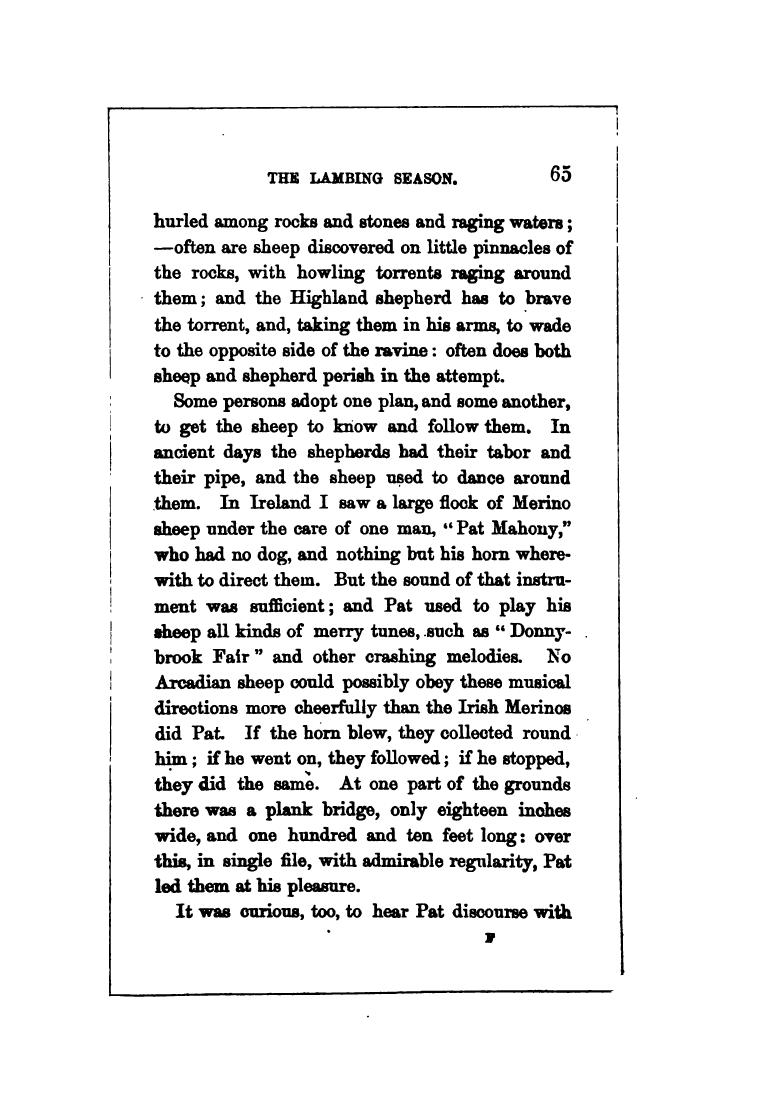 THE LAMBING SEASON. 65
hurled among rocks and stones and raging waters;
—often are sheep discovered on little pinnacles of
the rocks, with howling torrents raging around
them; and the Highland shepherd has to brave
the torrent, and, taking them in his arms, to wade
to the opposite side of the ravine: often does both
sheep and shepherd perish in the attempt.
Some persons adopt one plan, and some another,
to get the sheep to know and follow them. In
ancient days the shepherds had their tabor and
their pipe, and the sheep used to dance around
them. In Ireland I saw a large flock of Merino
sheep under the care of one man, “Pat Mahony,”
who had no dog, and nothing but his horn where-
with to direct them. But the sound of that instru-
ment was sufficient; and Pat used to play his
sheep all kinds of merry tunes, such as “Donny-
brook Fair” and other crashing melodies. No
Arcadian sheep could possibly obey these musical
directions more cheerfully than the Irish Merinos
did Pat. If the horn blew, they collected round
him; if he went on, they followed; if he stopped,
they did the same. At one part of the grounds
there was a plank bridge, only eighteen inches
wide, and one hundred and ten feet long: over
this, in single file, with admirable regularity, Pat
led them at his pleasure.
It was curious, too, to hear Pat discourse with
F